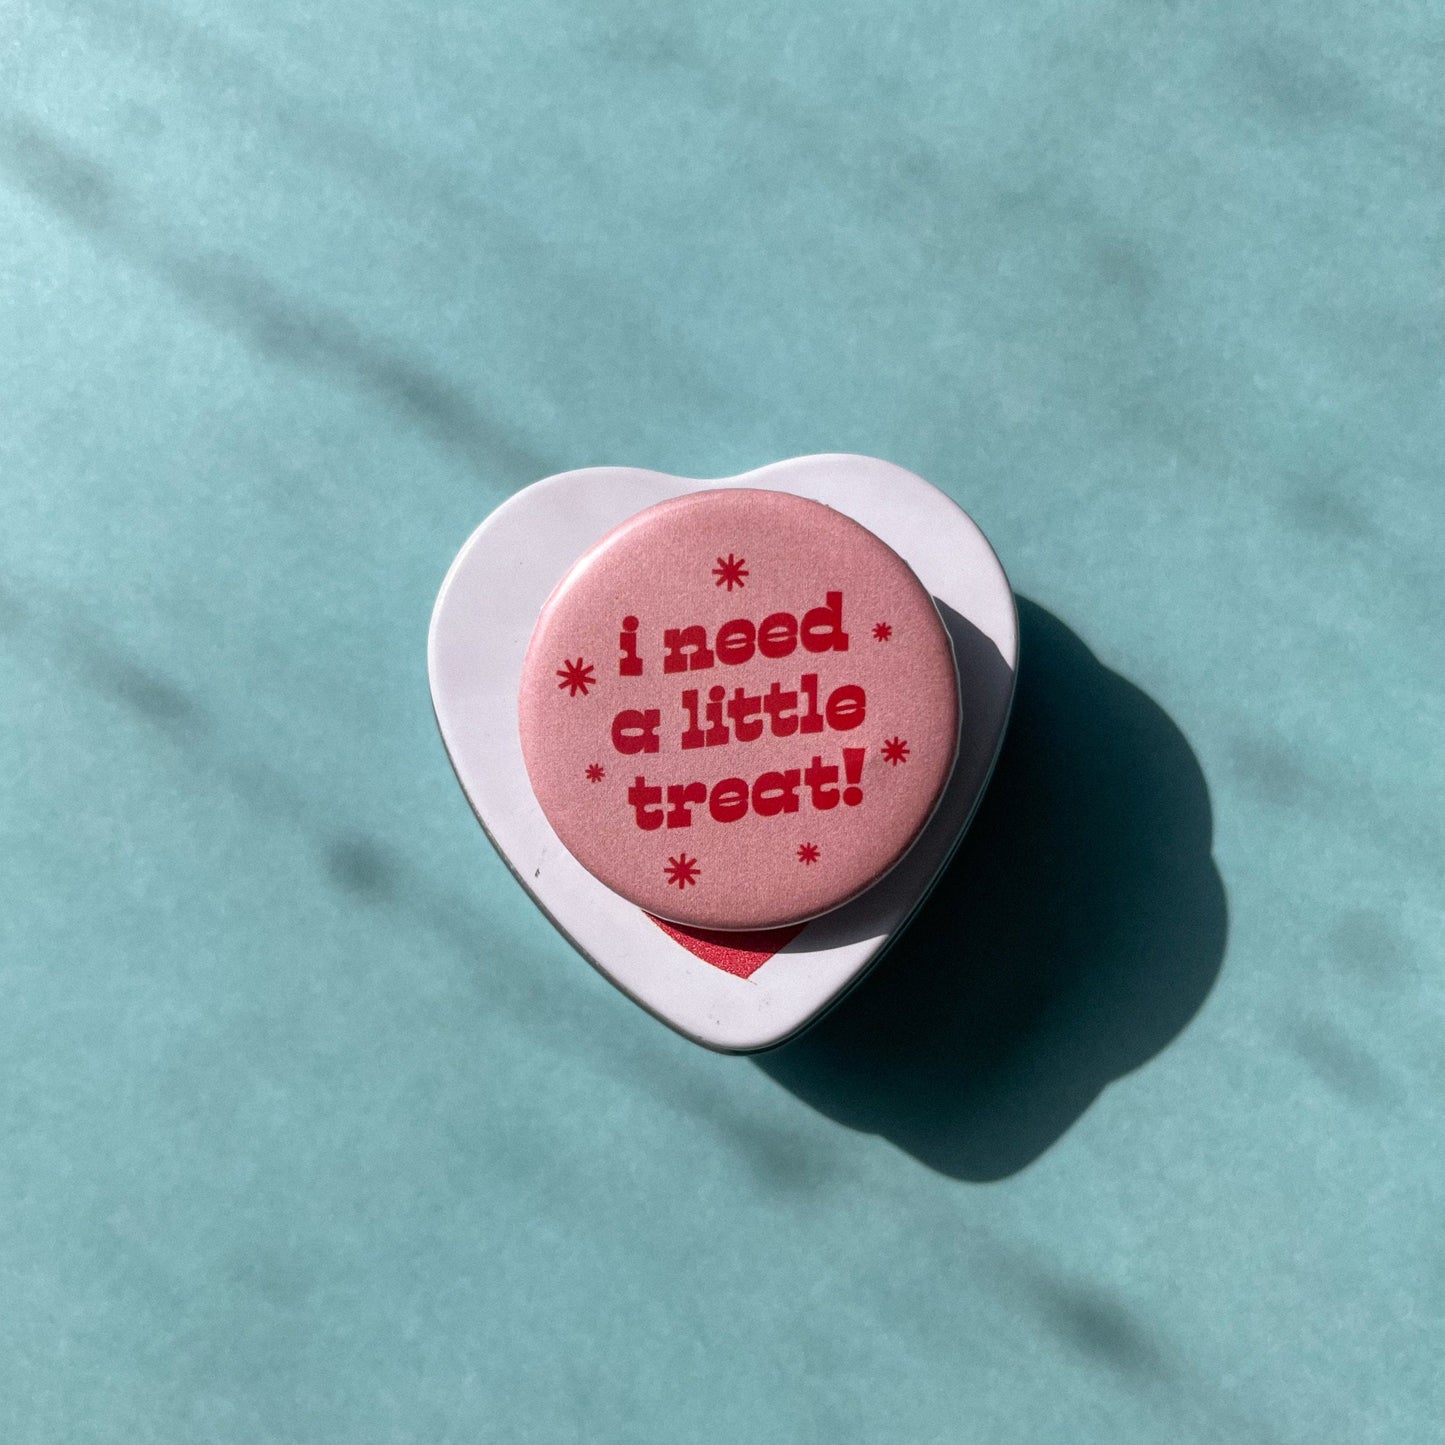 i need
a little
treat!